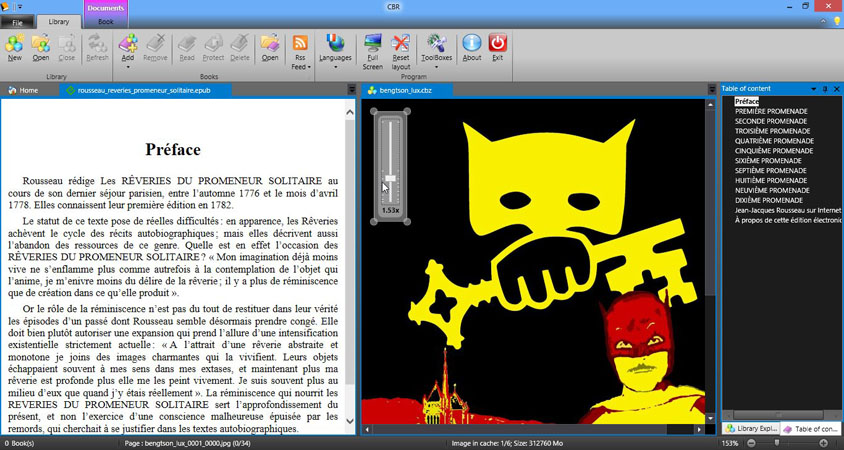 Documents
CBR
File
Library
Book
New
Open
Close
Refresh
Add
Remove
Read
Protect
Delete
Open
RSS
Feed
Languages
Full
Screen
Reset
layout
ToolBoxes
About
Exit
Library
Books
Program
Home
rousseau_reveries_promeneur_solitaire.epub
bengtson_lux.cbz
Préface
Rousseau rédige Les RÊVERIES DU PROMENEUR SOLITAIRE au
cours de son dernier séjour parisien, entre l'automne 1776 et le mois d'avril
1778. Elles connaissent leur première édition en 1782.
Le statut de ce texte pose de réelles difficultés : en apparence, les Rêveries
achèvent le cycle des récits autobiographiques ; mais elles décrivent aussi
l'abandon des ressources de ce genre. Quelle est en effet l'occasion des
RÊVERIES DU PROMENEUR SOLITAIRE ? « Mon imagination déjà moins
vive ne s'enflamme plus comme autrefois à la contemplation de l'objet qui
l'anime, je m'enivre moins du délire de la rêverie ; il y a plus de réminiscence
que de création dans ce qu'elle produit ».
Or le rôle de la réminiscence n'est pas du tout de restituer dans leur vérité
les épisodes d'un passé dont Rousseau semble désormais prendre congé. Elle
doit bien plutôt autoriser une expansion qui prend l'allure d'une intensification
existentielle strictement actuelle : « A l'attrait d'une rêverie abstraite et
monotone je joins des images charmantes qui la vivifient. Leurs objets
échappaient souvent à mes sens dans mes extases, et maintenant plus ma
rêverie est profonde plus elle me les peint vivement. Je suis souvent plus au
milieu d'eux que quand j'y étais réellement ». La réminiscence qui nourrit les
REVERIES DU PROMENEUR SOLITAIRE sert l'approfondissement du
présent, et non l'exercice d'une conscience malheureuse épuisée par les
remords, qui cherchait à se justifier dans les textes autobiographiques.
1.53x
Table of content
Préface
PREMIÈRE PROMENADE
SECONDE PROMENADE
TROISIÈME PROMENADE
QUATRIÈME PROMENADE
CINQUIÈME PROMENADE
SIXIÈME PROMENADE
SEPTIÈME PROMENADE
HUITIÈME PROMENADE
NEUVIÈME PROMENADE
DIXIÈME PROMENADE
Jean-Jacques Rousseau sur Internet
À propos de cette édition électronic
Library Expl...
Table of con...
0 Book(s)
Page : bengtson_lux_0001_0000.jpg (0/34)
Image in cache: 1/6; Size: 312760 Mo
153%